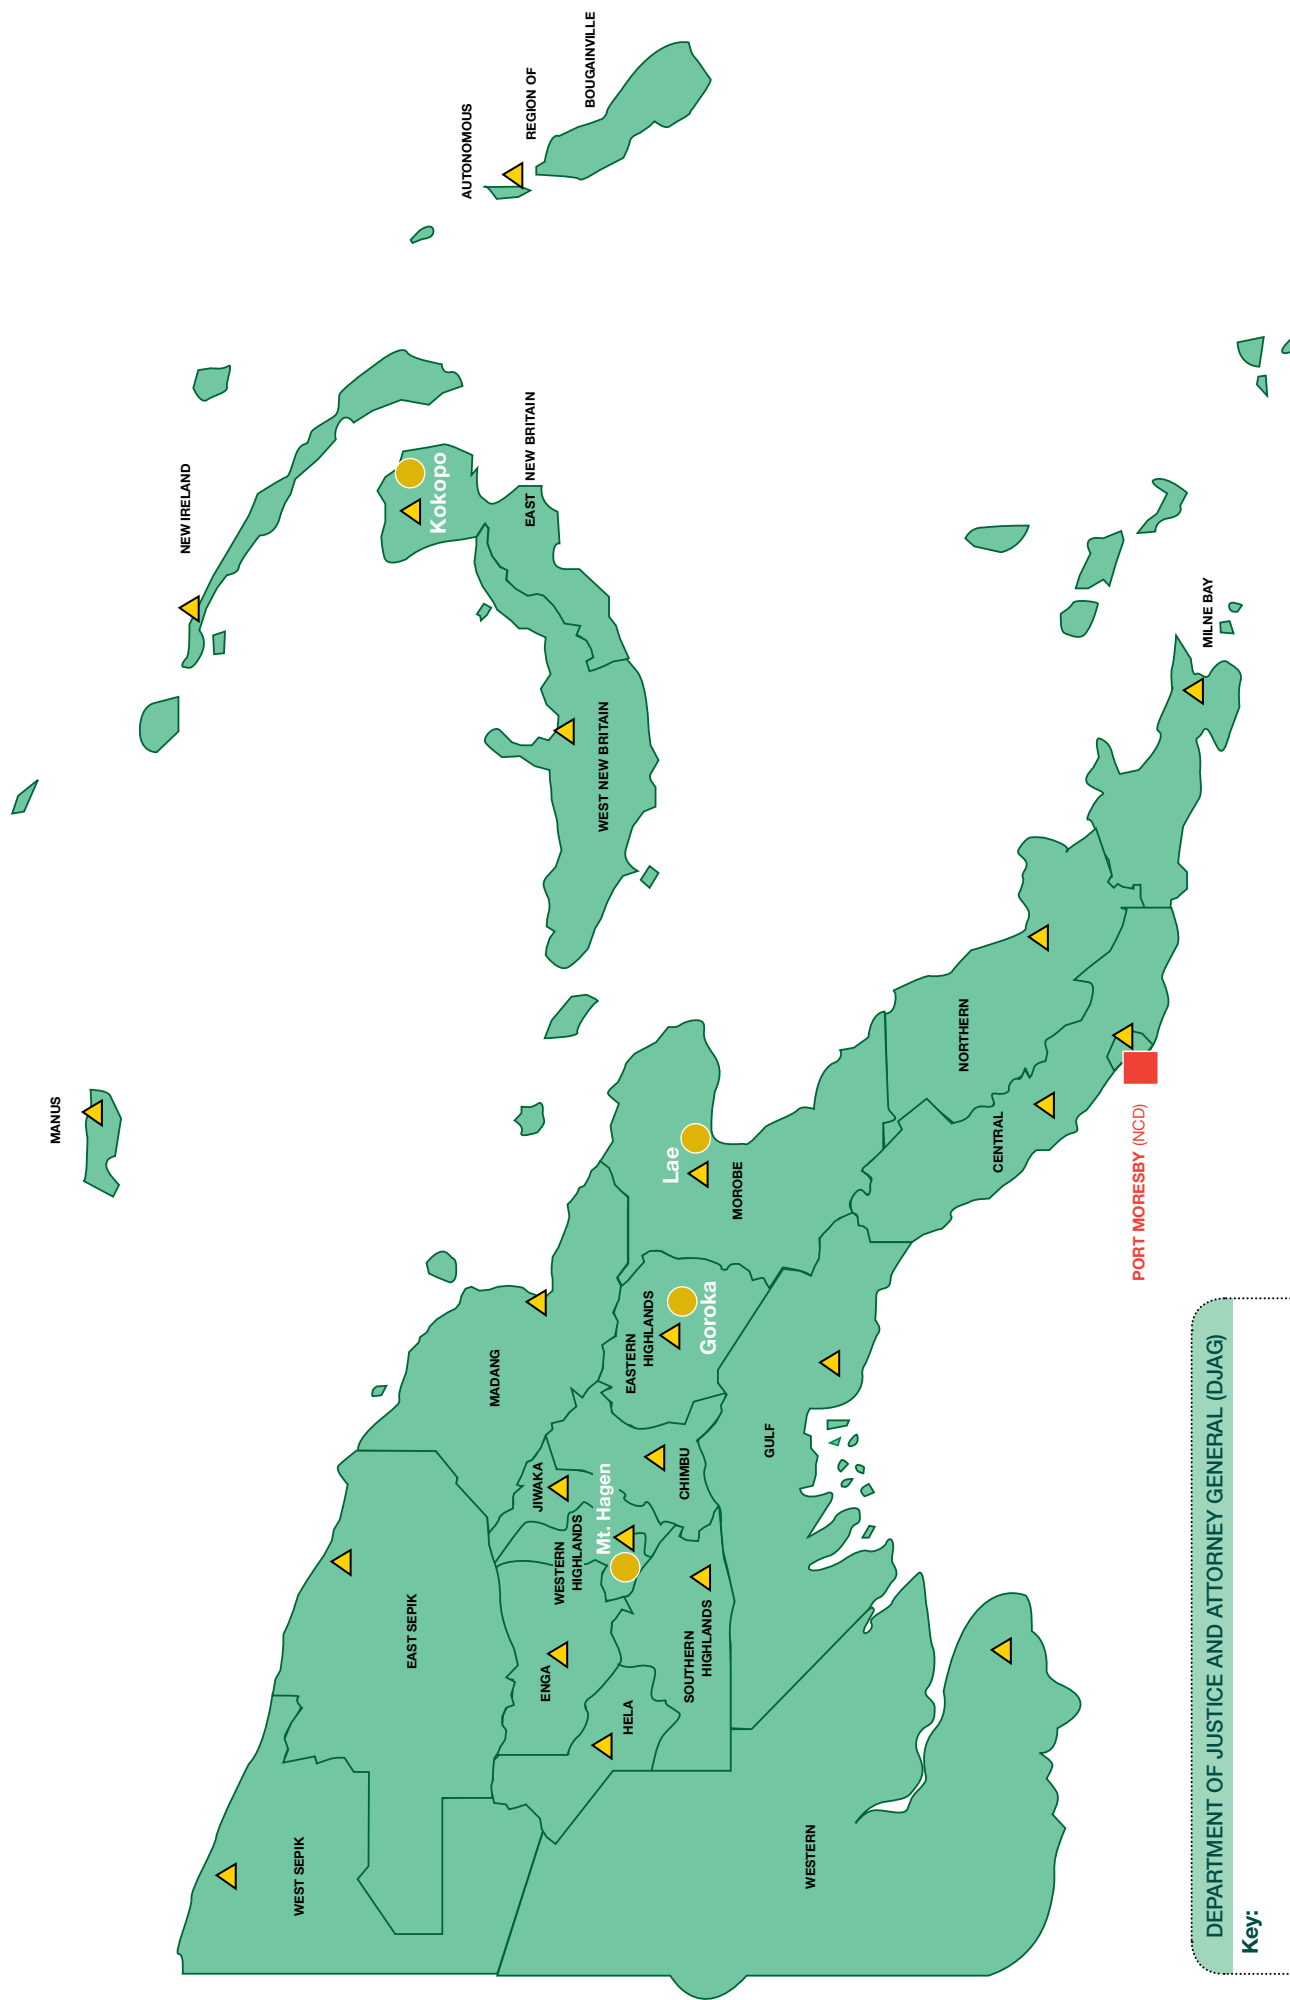 MANUS
NEW IRELAND
AUTONOMOUS
REGION OF
BOUGAINVILLE
Kokopo
EAST NEW BRITAIN
WEST NEW BRITAIN
WEST SEPIK
EAST SEPIK
MADANG
JIWAKA
ENGA
WESTERN
HIGHLANDS
Mt. Hagen
HELA
EASTERN
HIGHLANDS
Goroka
Lae
MOROBE
CHIMBU
SOUTHERN
HIGHLANDS
GULF
WESTERN
NORTHERN
CENTRAL
PORT MORESBY (NCD)
MILNE BAY
DEPARTMENT OF JUSTICE AND ATTORNEY GENERAL (DJAG)
Key: